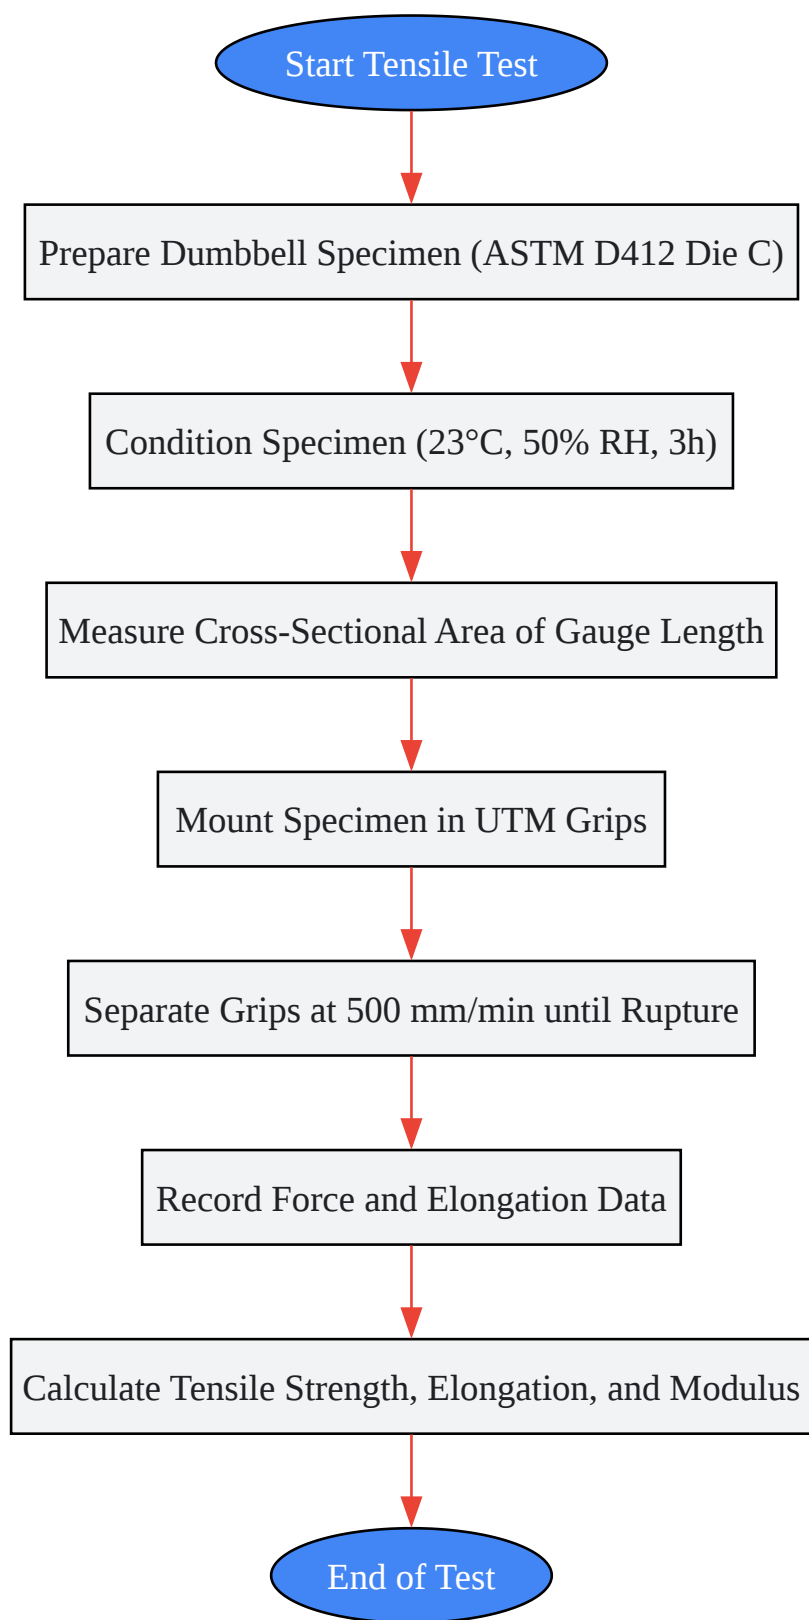 Start Tensile Test
Prepare Dumbbell Specimen (ASTM D412 Die C)
Condition Specimen (23°C, 50% RH, 3h)
Measure Cross-Sectional Area of Gauge Length
Mount Specimen in UTM Grips
Separate Grips at 500 mm/min until Rupture
Record Force and Elongation Data
Calculate Tensile Strength, Elongation, and Modulus
End of Test